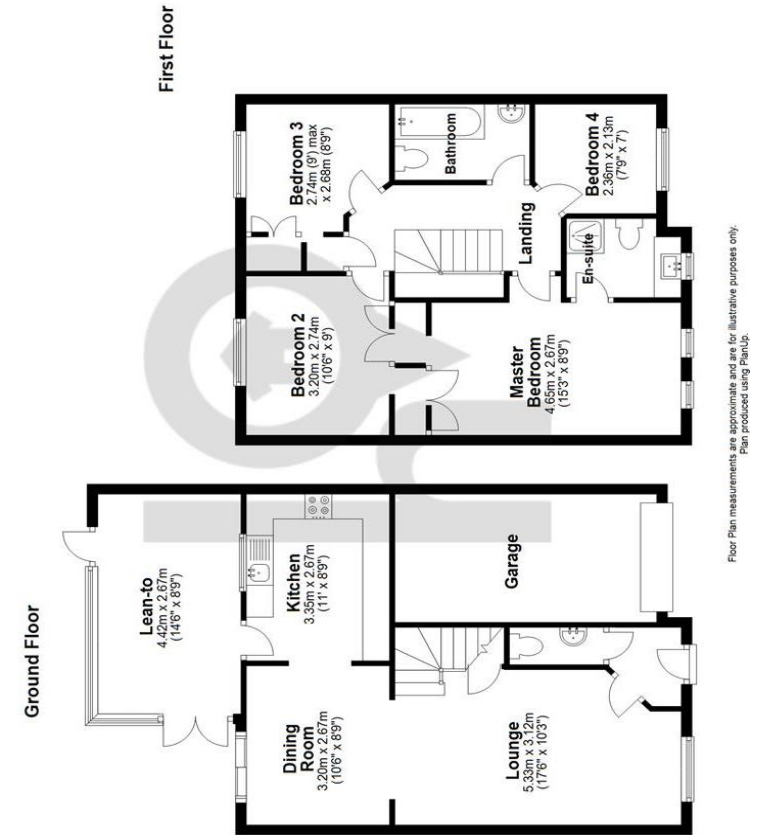 Ground Floor
Lean-to
4.42m x 2.67m
(14'6" x 8'9")
Kitchen
3.35m x 2.67m
(11' x 8'9")
Dining
Room
3.20m x 2.67m
(10'6" x 8'9")
Garage
Lounge
5.33m x 3.12m
(17'6" x 10'3")
First Floor
Bedroom 3
2.74m (9') max
x 2.68m (8'9")
Bathroom
Bedroom 4
2.36m x 2.13m
(7'9" x 7')
Landing
En-suite
Bedroom 2
3.20m x 2.74m
(10'6" x 9')
Master
Bedroom
4.65m x 2.67m
(15'3" x 8'9")
Floor Plan measurements are approximate and are for illustrative purposes only.
Plan produced using PlanUp.